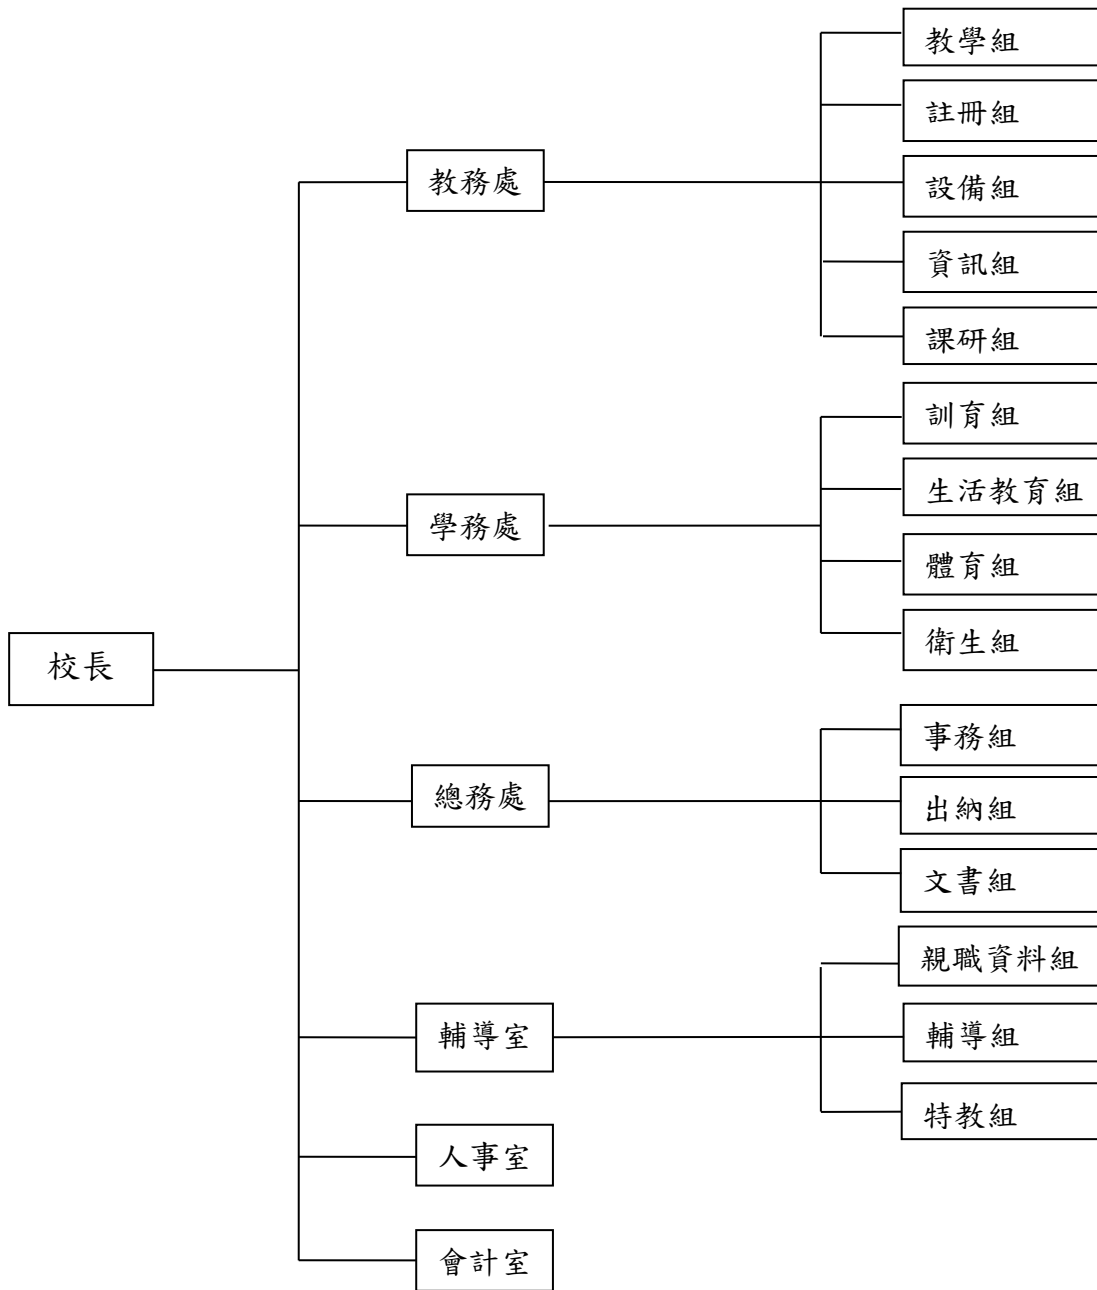 教學組
註冊組
教務處
設備組
資訊組
課研組
訓育組
生活教育組
學務處
體育組
衛生組
校長
事務組
總務處
出納組
文書組
親職資料組
輔導室
輔導組
特教組
人事室
會計室